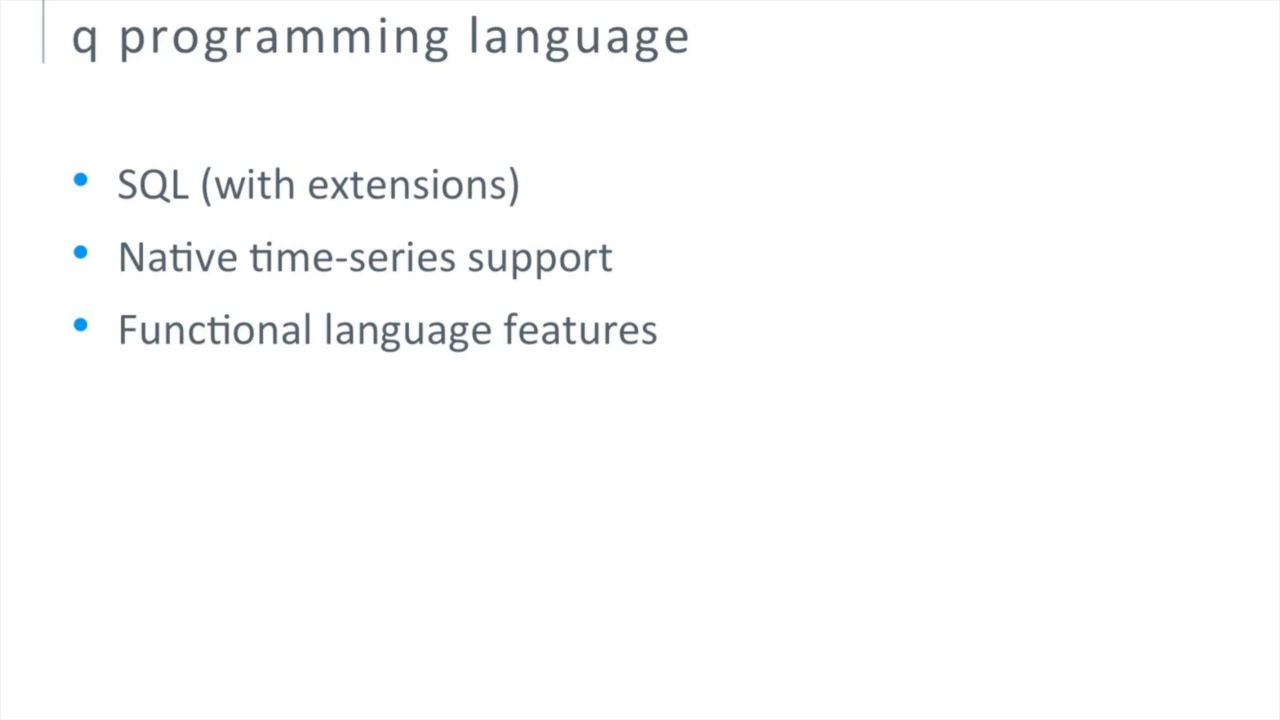 q programming language
SQL (with extensions)
Native time-series support
Functional language features